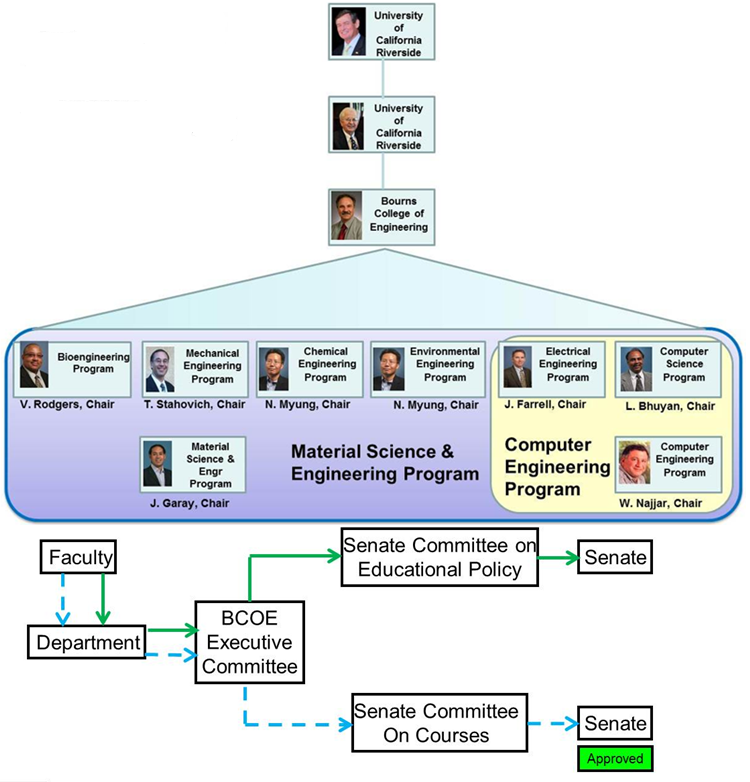 University
of
California
Riverside
University
of
California
Riverside
Bourns
College of
Engineering
Bioengineering
Program
V. Rodgers, Chair
Mechanical
Engineering
Program
T. Stahovich, Chair
Chemical
Engineering
Program
N. Myung, Chair
Environmental
Engineering
Program
N. Myung, Chair
Electrical
Engineering
Program
J. Farrell, Chair
Computer
Science
Program
L. Bhuyan, Chair
Material
Science &
Engr
Program
J. Garay, Chair
Material Science &
Engineering Program
Computer
Engineering
Program
Computer
Engineering
Program
W. Najjar, Chair
Faculty
Department
BCOE
Executive
Committee
Senate Committee on
Educational Policy
Senate
Senate Committee
On Courses
Senate
Approved